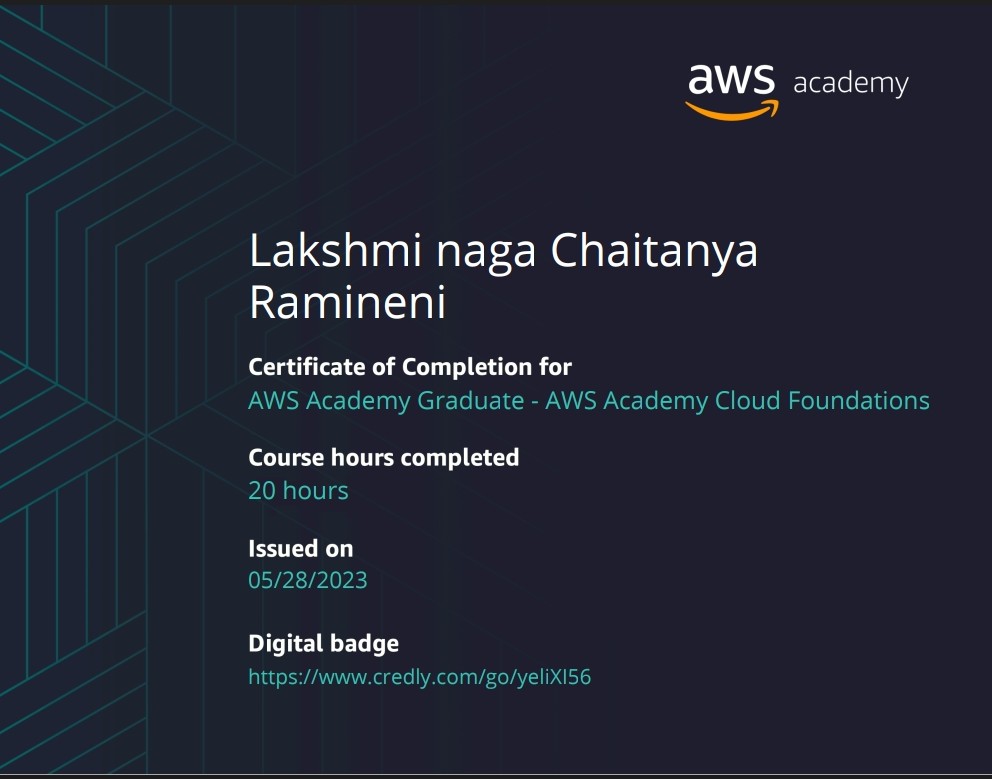 aws academy
Lakshmi naga Chaitanya
Ramineni
Certificate of Completion for
AWS Academy Graduate - AWS Academy Cloud Foundations
Course hours completed
20 hours
Issued on
05/28/2023
Digital badge
https://www.credly.com/go/yeliXI56